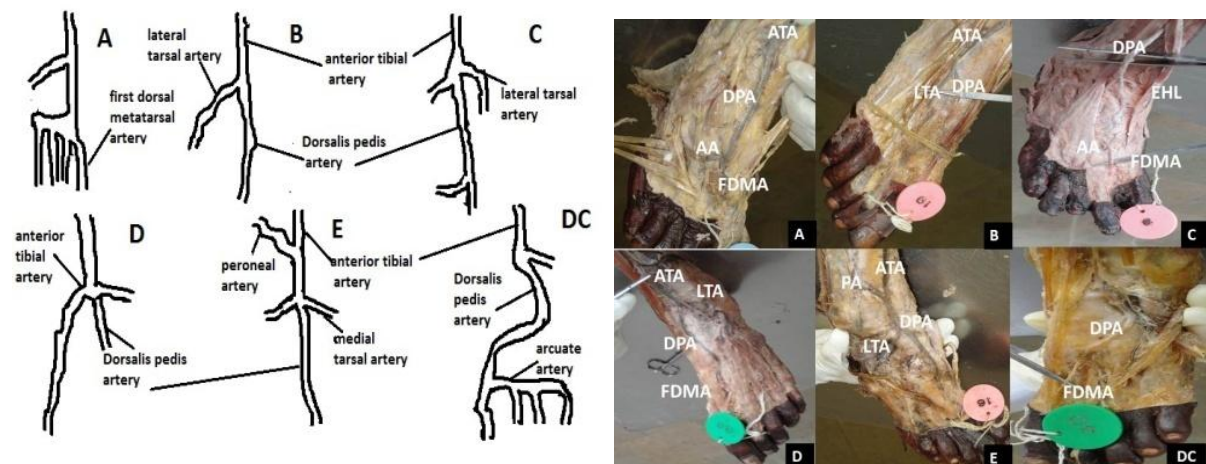 A
B
C
lateral
tarsal artery
anterior tibial
artery
lateral tarsal
artery
first dorsal
metatarsal
artery
Dorsalis pedis
artery
D
E
DC
anterior
tibial
artery
peroneal
artery
anterior tibial
artery
Dorsalis
pedis
artery
Dorsalis pedis
artery
medial
tarsal artery
arcuate
artery
ATA
DPA
AA
FDMA
A
ATA
LTA
DPA
19
B
DPA
EHL
AA
FDMA
C
ATA
LTA
DPA
FDMA
D
ATA
PA
DPA
LTA
16
E
DPA
FDMA
DC